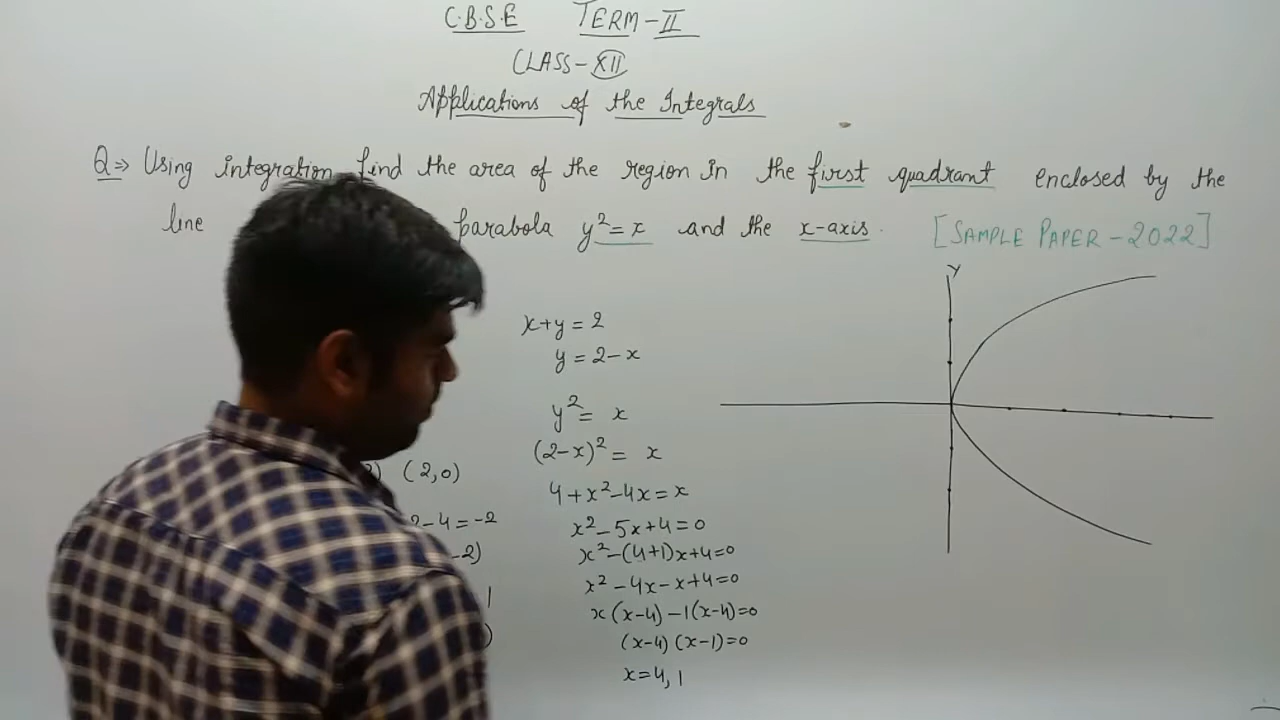 C.B.S.E TERM-II
CLASS-XII
Applications of the Integrals
Q⇒ Using integration find the area of the region in the first quadrant enclosed by the
line parabola y²=x and the x-axis. [SAMPLE PAPER-2022]
Y
x+y=2
y=2-x
y²= x
(2-x)²= x
(2,0)
4+x²-4x=x
2-4=-2
x²-5x+4=0
-2)
x²-(4+1)x+4=0
x²-4x-x+4=0
1
x(x-4)-1(x-4)=0
)
(x-4)(x-1)=0
x=4,1